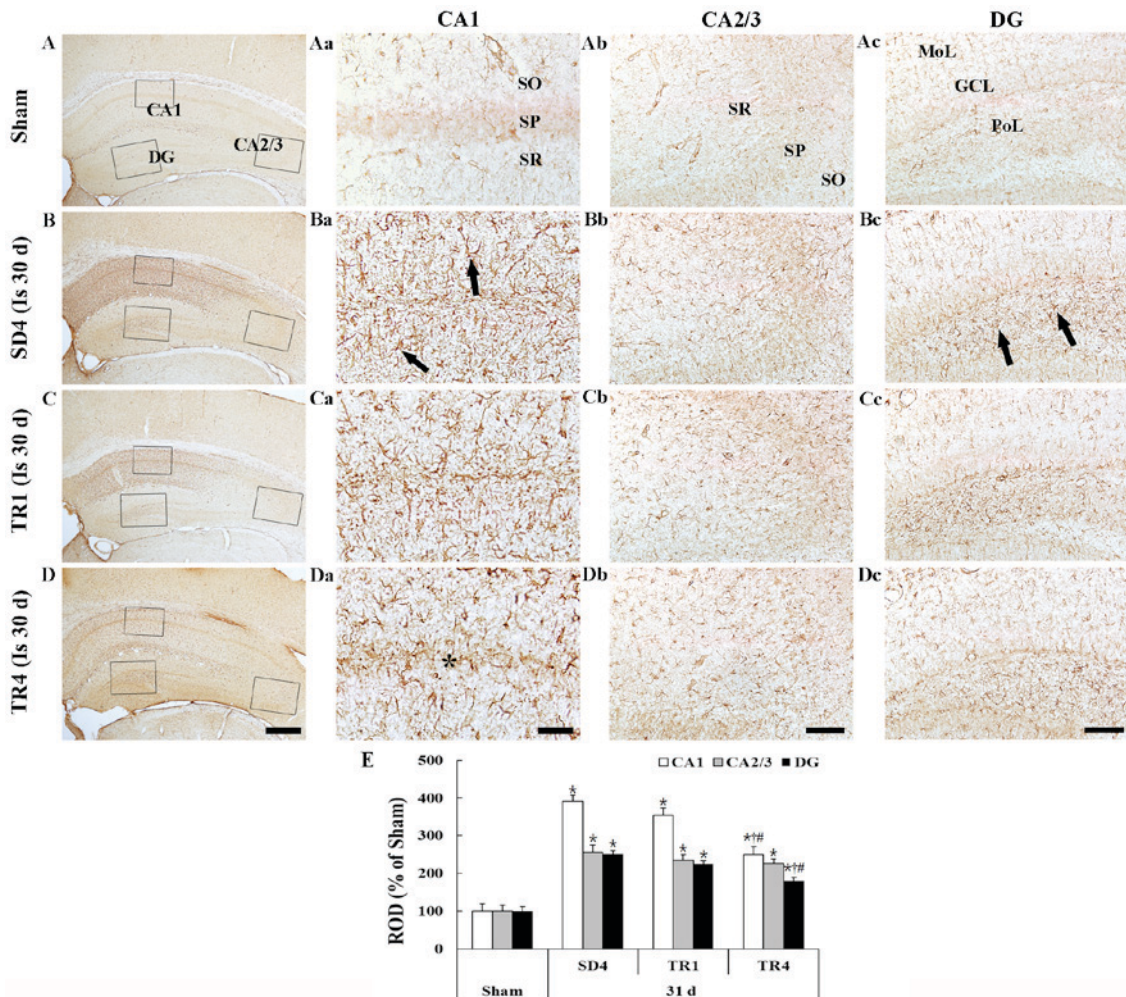 CA1 CA2/3 DG
Sham
A Aa Ab Ac
CA1
DG
CA2/3
SO
SP
SR
SR
SP
SO
MoL
GCL
PoL
SD4 (Is 30 d)
B Ba Bb Bc
TR1 (Is 30 d)
C Ca Cb Cc
TR4 (Is 30 d)
D Da Db Dc
*
E
ROD (% of Sham)
500
400
300
200
100
0
CA1 CA2/3 DG
* * *
* * *
*†# * *†#
SD4 TR1 TR4
Sham 31 d